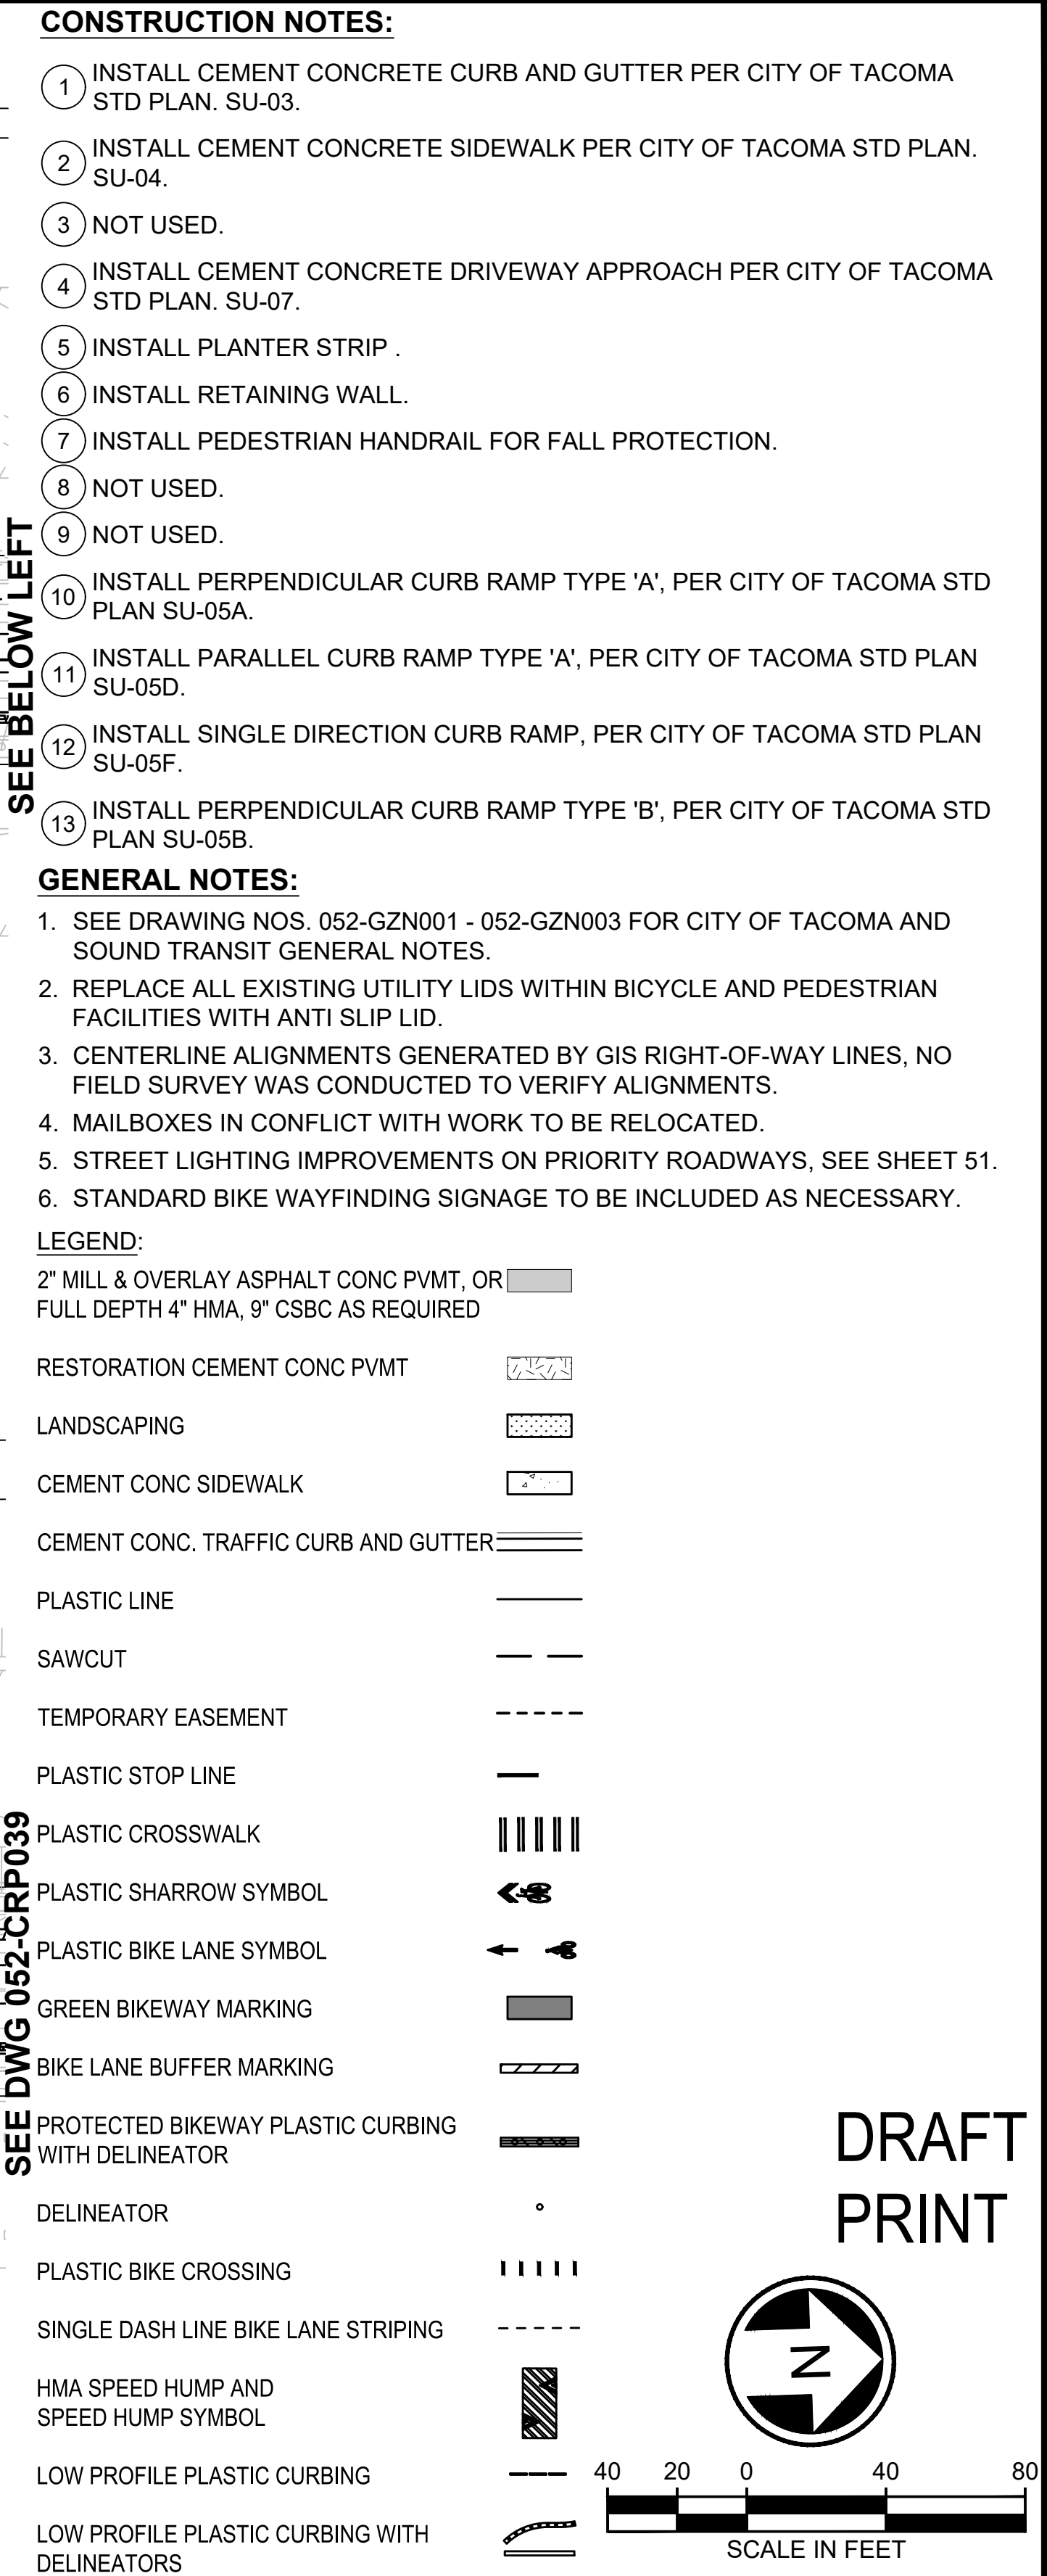 CONSTRUCTION NOTES:
1 INSTALL CEMENT CONCRETE CURB AND GUTTER PER CITY OF TACOMA
STD PLAN. SU-03.
2 INSTALL CEMENT CONCRETE SIDEWALK PER CITY OF TACOMA STD PLAN.
SU-04.
3 NOT USED.
4 INSTALL CEMENT CONCRETE DRIVEWAY APPROACH PER CITY OF TACOMA
STD PLAN. SU-07.
5 INSTALL PLANTER STRIP .
6 INSTALL RETAINING WALL.
7 INSTALL PEDESTRIAN HANDRAIL FOR FALL PROTECTION.
8 NOT USED.
9 NOT USED.
10 INSTALL PERPENDICULAR CURB RAMP TYPE 'A', PER CITY OF TACOMA STD
PLAN SU-05A.
11 INSTALL PARALLEL CURB RAMP TYPE 'A', PER CITY OF TACOMA STD PLAN
SU-05D.
12 INSTALL SINGLE DIRECTION CURB RAMP, PER CITY OF TACOMA STD PLAN
SU-05F.
13 INSTALL PERPENDICULAR CURB RAMP TYPE 'B', PER CITY OF TACOMA STD
PLAN SU-05B.
SEE BELOW LEFT
GENERAL NOTES:
1. SEE DRAWING NOS. 052-GZN001 - 052-GZN003 FOR CITY OF TACOMA AND
SOUND TRANSIT GENERAL NOTES.
2. REPLACE ALL EXISTING UTILITY LIDS WITHIN BICYCLE AND PEDESTRIAN
FACILITIES WITH ANTI SLIP LID.
3. CENTERLINE ALIGNMENTS GENERATED BY GIS RIGHT-OF-WAY LINES, NO
FIELD SURVEY WAS CONDUCTED TO VERIFY ALIGNMENTS.
4. MAILBOXES IN CONFLICT WITH WORK TO BE RELOCATED.
5. STREET LIGHTING IMPROVEMENTS ON PRIORITY ROADWAYS, SEE SHEET 51.
6. STANDARD BIKE WAYFINDING SIGNAGE TO BE INCLUDED AS NECESSARY.
LEGEND:
2" MILL & OVERLAY ASPHALT CONC PVMT, OR
FULL DEPTH 4" HMA, 9" CSBC AS REQUIRED
RESTORATION CEMENT CONC PVMT
LANDSCAPING
CEMENT CONC SIDEWALK
CEMENT CONC. TRAFFIC CURB AND GUTTER
PLASTIC LINE
SAWCUT
TEMPORARY EASEMENT
PLASTIC STOP LINE
PLASTIC CROSSWALK
PLASTIC SHARROW SYMBOL
PLASTIC BIKE LANE SYMBOL
GREEN BIKEWAY MARKING
BIKE LANE BUFFER MARKING
PROTECTED BIKEWAY PLASTIC CURBING
WITH DELINEATOR
DELINEATOR
PLASTIC BIKE CROSSING
SINGLE DASH LINE BIKE LANE STRIPING
HMA SPEED HUMP AND
SPEED HUMP SYMBOL
LOW PROFILE PLASTIC CURBING
LOW PROFILE PLASTIC CURBING WITH
DELINEATORS
SEE DWG 052-CRP039
DRAFT
PRINT
N
40 20 0 40 80
SCALE IN FEET